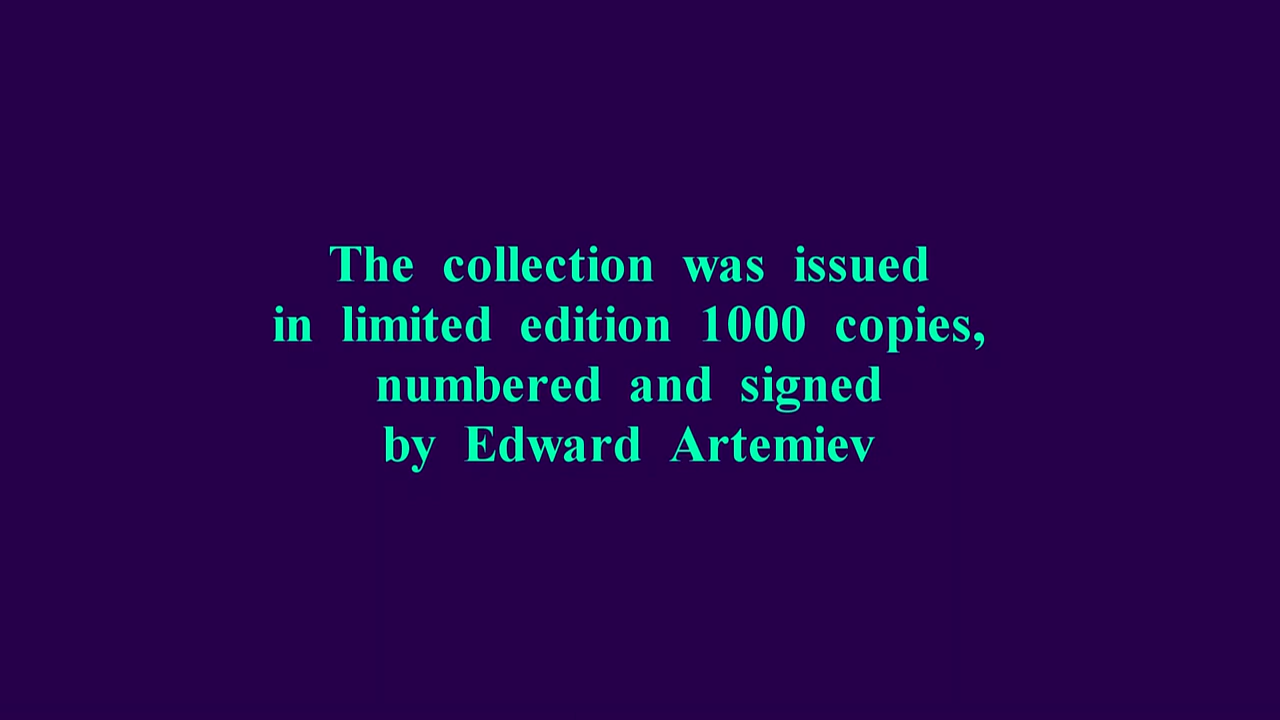 The collection was issued
in limited edition 1000 copies,
numbered and signed
by Edward Artemiev